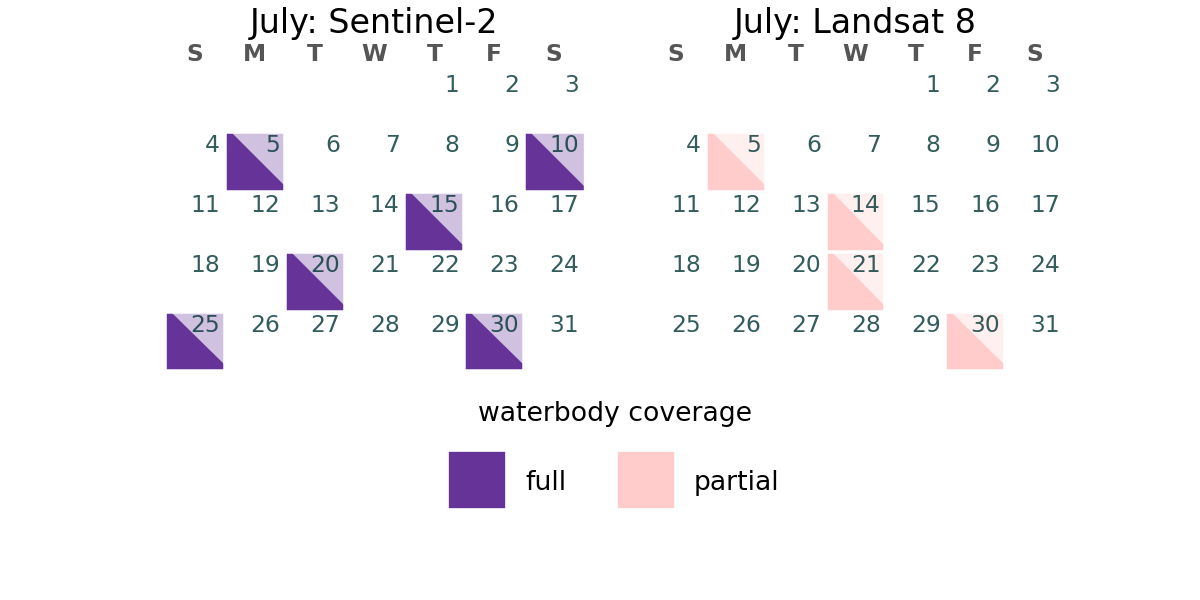 July: Sentinel-2
S M T W T F S
1 2 3
4 5 6 7 8 9 10
11 12 13 14 15 16 17
18 19 20 21 22 23 24
25 26 27 28 29 30 31
July: Landsat 8
S M T W T F S
1 2 3
4 5 6 7 8 9 10
11 12 13 14 15 16 17
18 19 20 21 22 23 24
25 26 27 28 29 30 31
waterbody coverage
full
partial